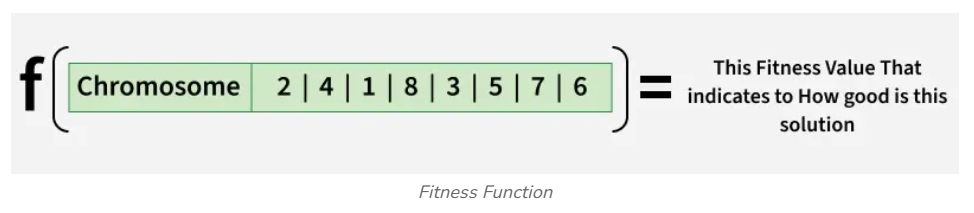 f( Chromosome 2 | 4 | 1 | 8 | 3 | 5 | 7 | 6 ) =
This Fitness Value That
indicates to How good is this
solution
Fitness Function